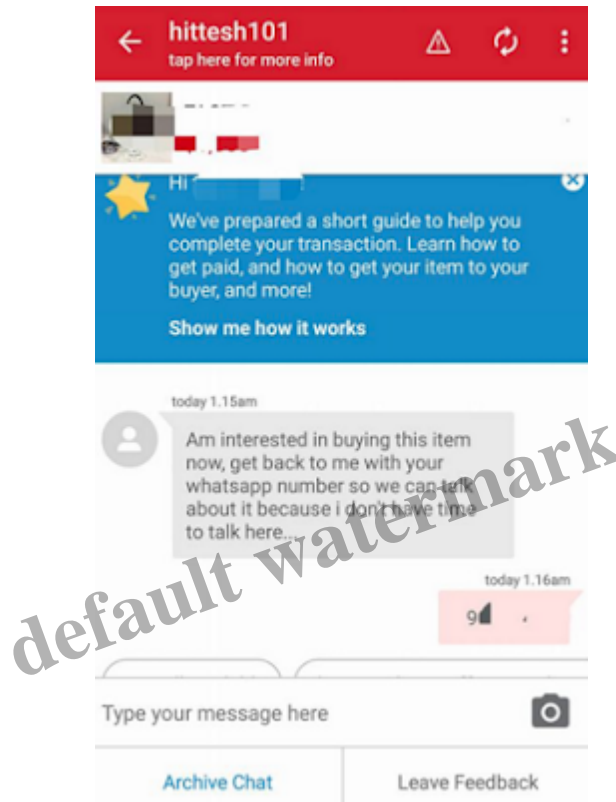 hittesh101
tap here for more info
Hi
We've prepared a short guide to help you
complete your transaction. Learn how to
get paid, and how to get your item to your
buyer, and more!
Show me how it works
today 1.15am
Am interested in buying this item
now, get back to me with your
whatsapp number so we can talk
about it because i don't have time
to talk here...
today 1.16am
9
Type your message here
Archive Chat
Leave Feedback
default watermark